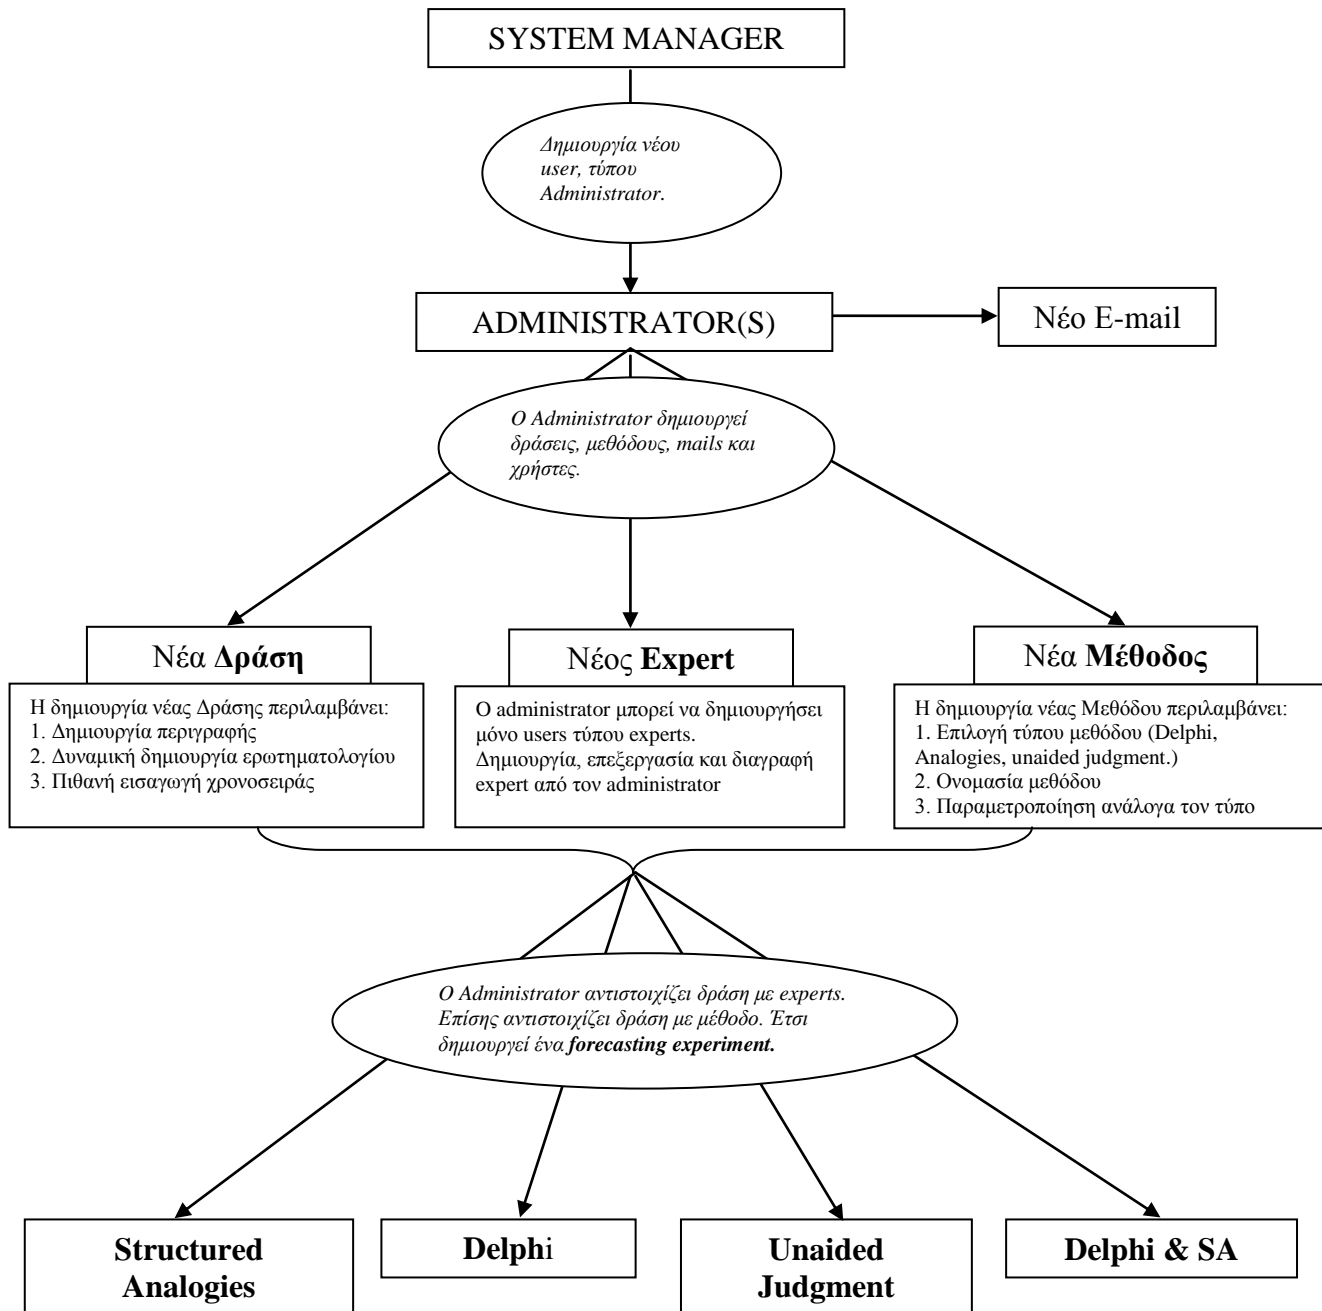 SYSTEM MANAGER
Δημιουργία νέου
user, τύπου
Administrator.
ADMINISTRATOR(S)
Νέο E-mail
Ο Administrator δημιουργεί
δράσεις, μεθόδους, mails και
χρήστες.
Νέα Δράση
Η δημιουργία νέας Δράσης περιλαμβάνει:
1. Δημιουργία περιγραφής
2. Δυναμική δημιουργία ερωτηματολογίου
3. Πιθανή εισαγωγή χρονοσειράς
Νέος Expert
Ο administrator μπορεί να δημιουργήσει
μόνο users τύπου experts.
Δημιουργία, επεξεργασία και διαγραφή
expert από τον administrator
Νέα Μέθοδος
Η δημιουργία νέας Μεθόδου περιλαμβάνει:
1. Επιλογή τύπου μεθόδου (Delphi,
Analogies, unaided judgment.)
2. Ονομασία μεθόδου
3. Παραμετροποίηση ανάλογα τον τύπο
Ο Administrator αντιστοιχίζει δράση με experts.
Επίσης αντιστοιχίζει δράση με μέθοδο. Έτσι
δημιουργεί ένα forecasting experiment.
Structured
Analogies
Delphi
Unaided
Judgment
Delphi & SA